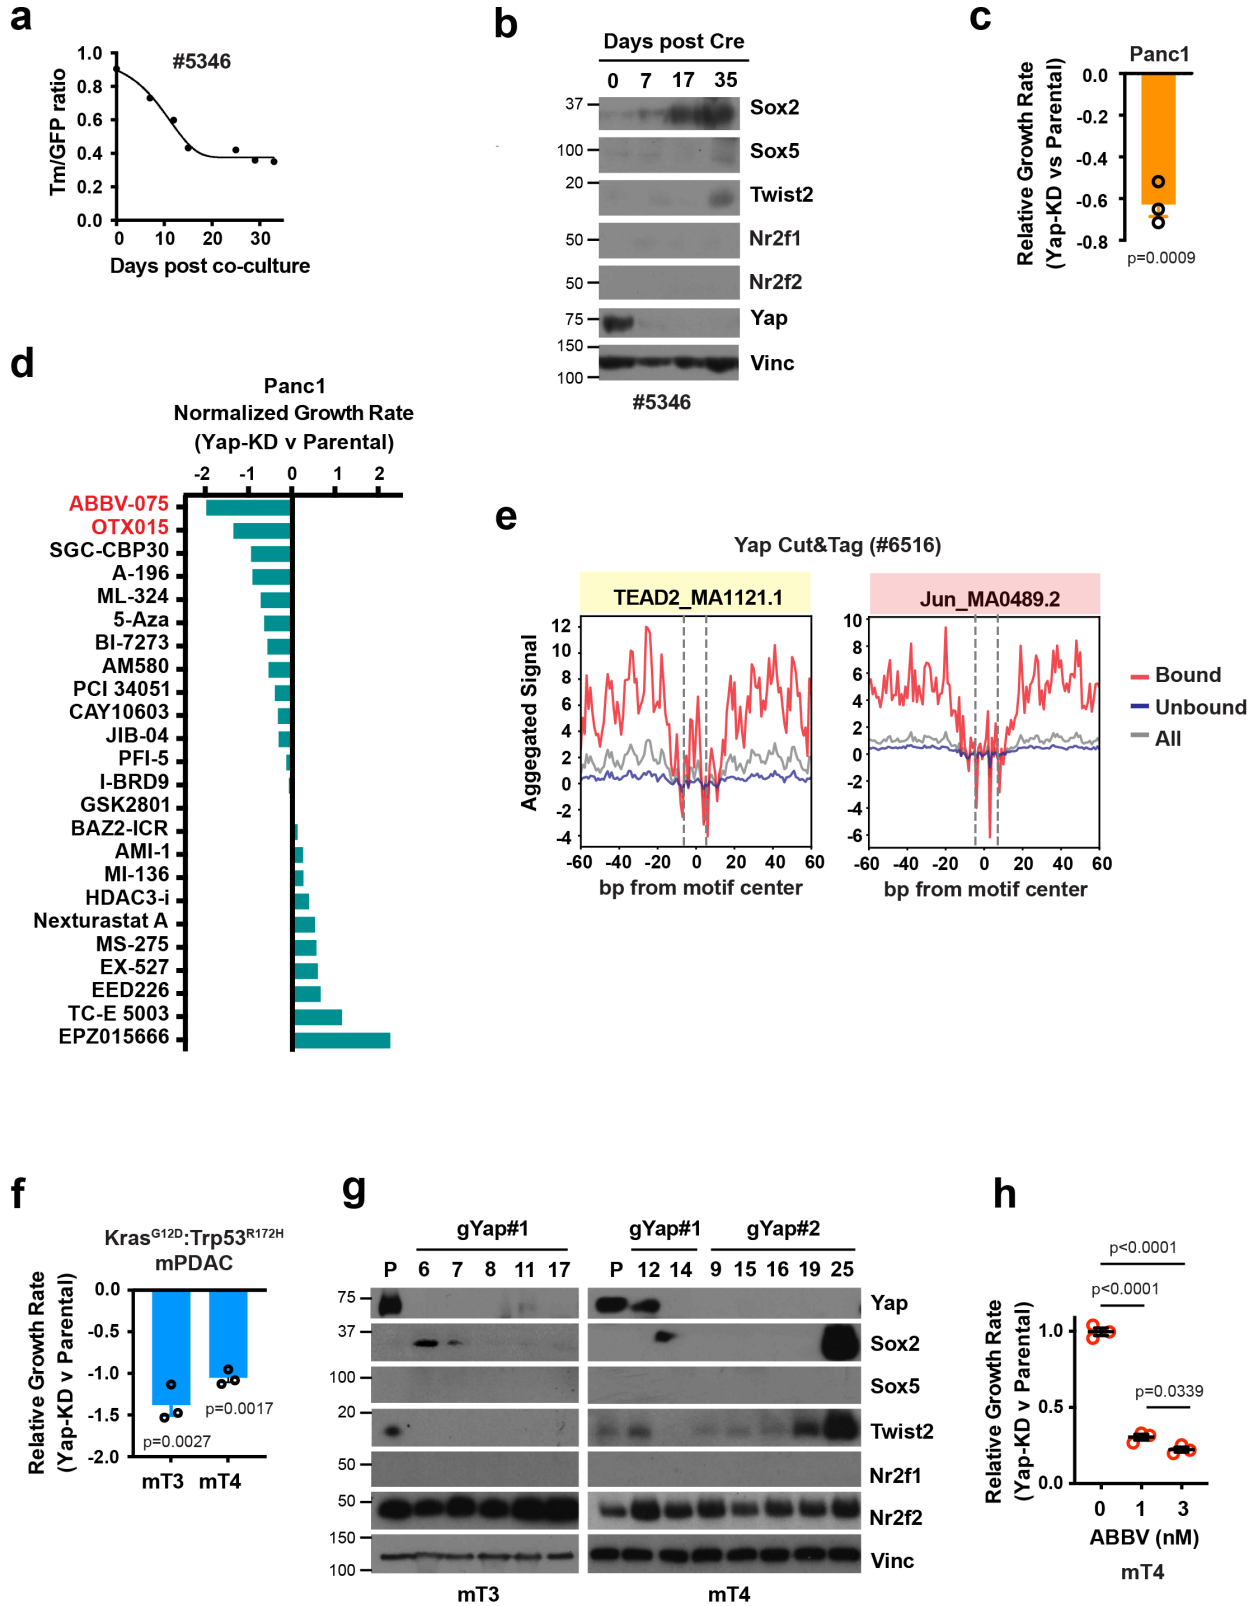 a
#5346
Tm/GFP ratio
1.0
0.8
0.6
0.4
0.2
0.0
0 10 20 30
Days post co-culture
b
Days post Cre
0 7 17 35
37 Sox2
100 Sox5
20 Twist2
50 Nr2f1
50 Nr2f2
75 Yap
150
100 Vinc
#5346
c
Panc1
Relative Growth Rate
(Yap-KD vs Parental)
0.0
-0.2
-0.4
-0.6
-0.8
p=0.0009
d
Panc1
Normalized Growth Rate
(Yap-KD v Parental)
-2 -1 0 1 2
ABBV-075
OTX015
SGC-CBP30
A-196
ML-324
5-Aza
BI-7273
AM580
PCI 34051
CAY10603
JIB-04
PFI-5
I-BRD9
GSK2801
BAZ2-ICR
AMI-1
MI-136
HDAC3-i
Nexturastat A
MS-275
EX-527
EED226
TC-E 5003
EPZ015666
e
Yap Cut&Tag (#6516)
TEAD2_MA1121.1
Aggegated Signal
12
10
8
6
4
2
0
-2
-4
-60 -40 -20 0 20 40 60
bp from motif center
Jun_MA0489.2
10
8
6
4
2
0
-2
-4
-6
-60 -40 -20 0 20 40 60
bp from motif center
Bound
Unbound
All
f
KrasG12D:Trp53R172H
mPDAC
Relative Growth Rate
(Yap-KD v Parental)
0.0
-0.5
-1.0
-1.5
-2.0
p=0.0027
p=0.0017
mT3 mT4
g
gYap#1 gYap#1 gYap#2
P 6 7 8 11 17 P 12 14 9 15 16 19 25
75 Yap
37 Sox2
100 Sox5
20 Twist2
50 Nr2f1
50 Nr2f2
150
100 Vinc
mT3 mT4
h
p<0.0001
p<0.0001
p=0.0339
Relative Growth Rate
(Yap-KD v Parental)
1.0
0.5
0.0
0 1 3
ABBV (nM)
mT4